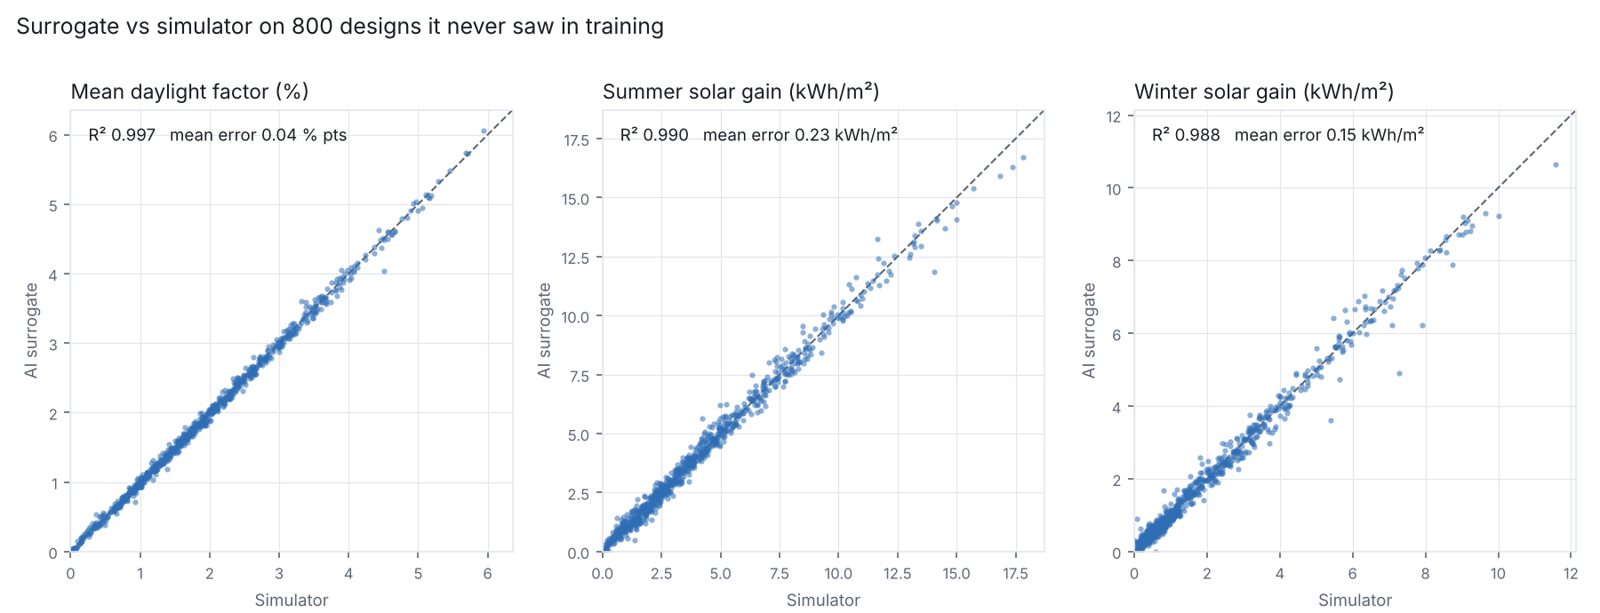 Surrogate vs simulator on 800 designs it never saw in training
Mean daylight factor (%)
R² 0.997 mean error 0.04 % pts
AI surrogate
6
5
4
3
2
1
0
0 1 2 3 4 5 6
Simulator
Summer solar gain (kWh/m²)
R² 0.990 mean error 0.23 kWh/m²
AI surrogate
17.5
15.0
12.5
10.0
7.5
5.0
2.5
0.0
0.0 2.5 5.0 7.5 10.0 12.5 15.0 17.5
Simulator
Winter solar gain (kWh/m²)
R² 0.988 mean error 0.15 kWh/m²
AI surrogate
12
10
8
6
4
2
0
0 2 4 6 8 10 12
Simulator